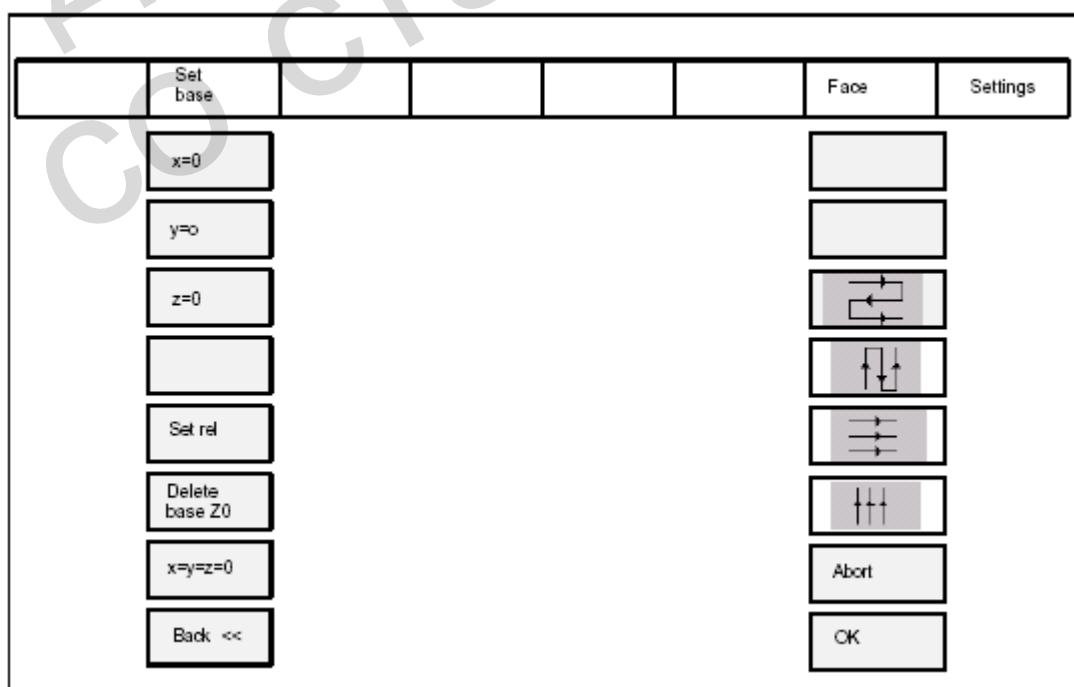 Set
base
Face
Settings
x=0
y=o
z=0
Set rel
Delete
base Z0
x=y=z=0
Back <<
Abort
OK